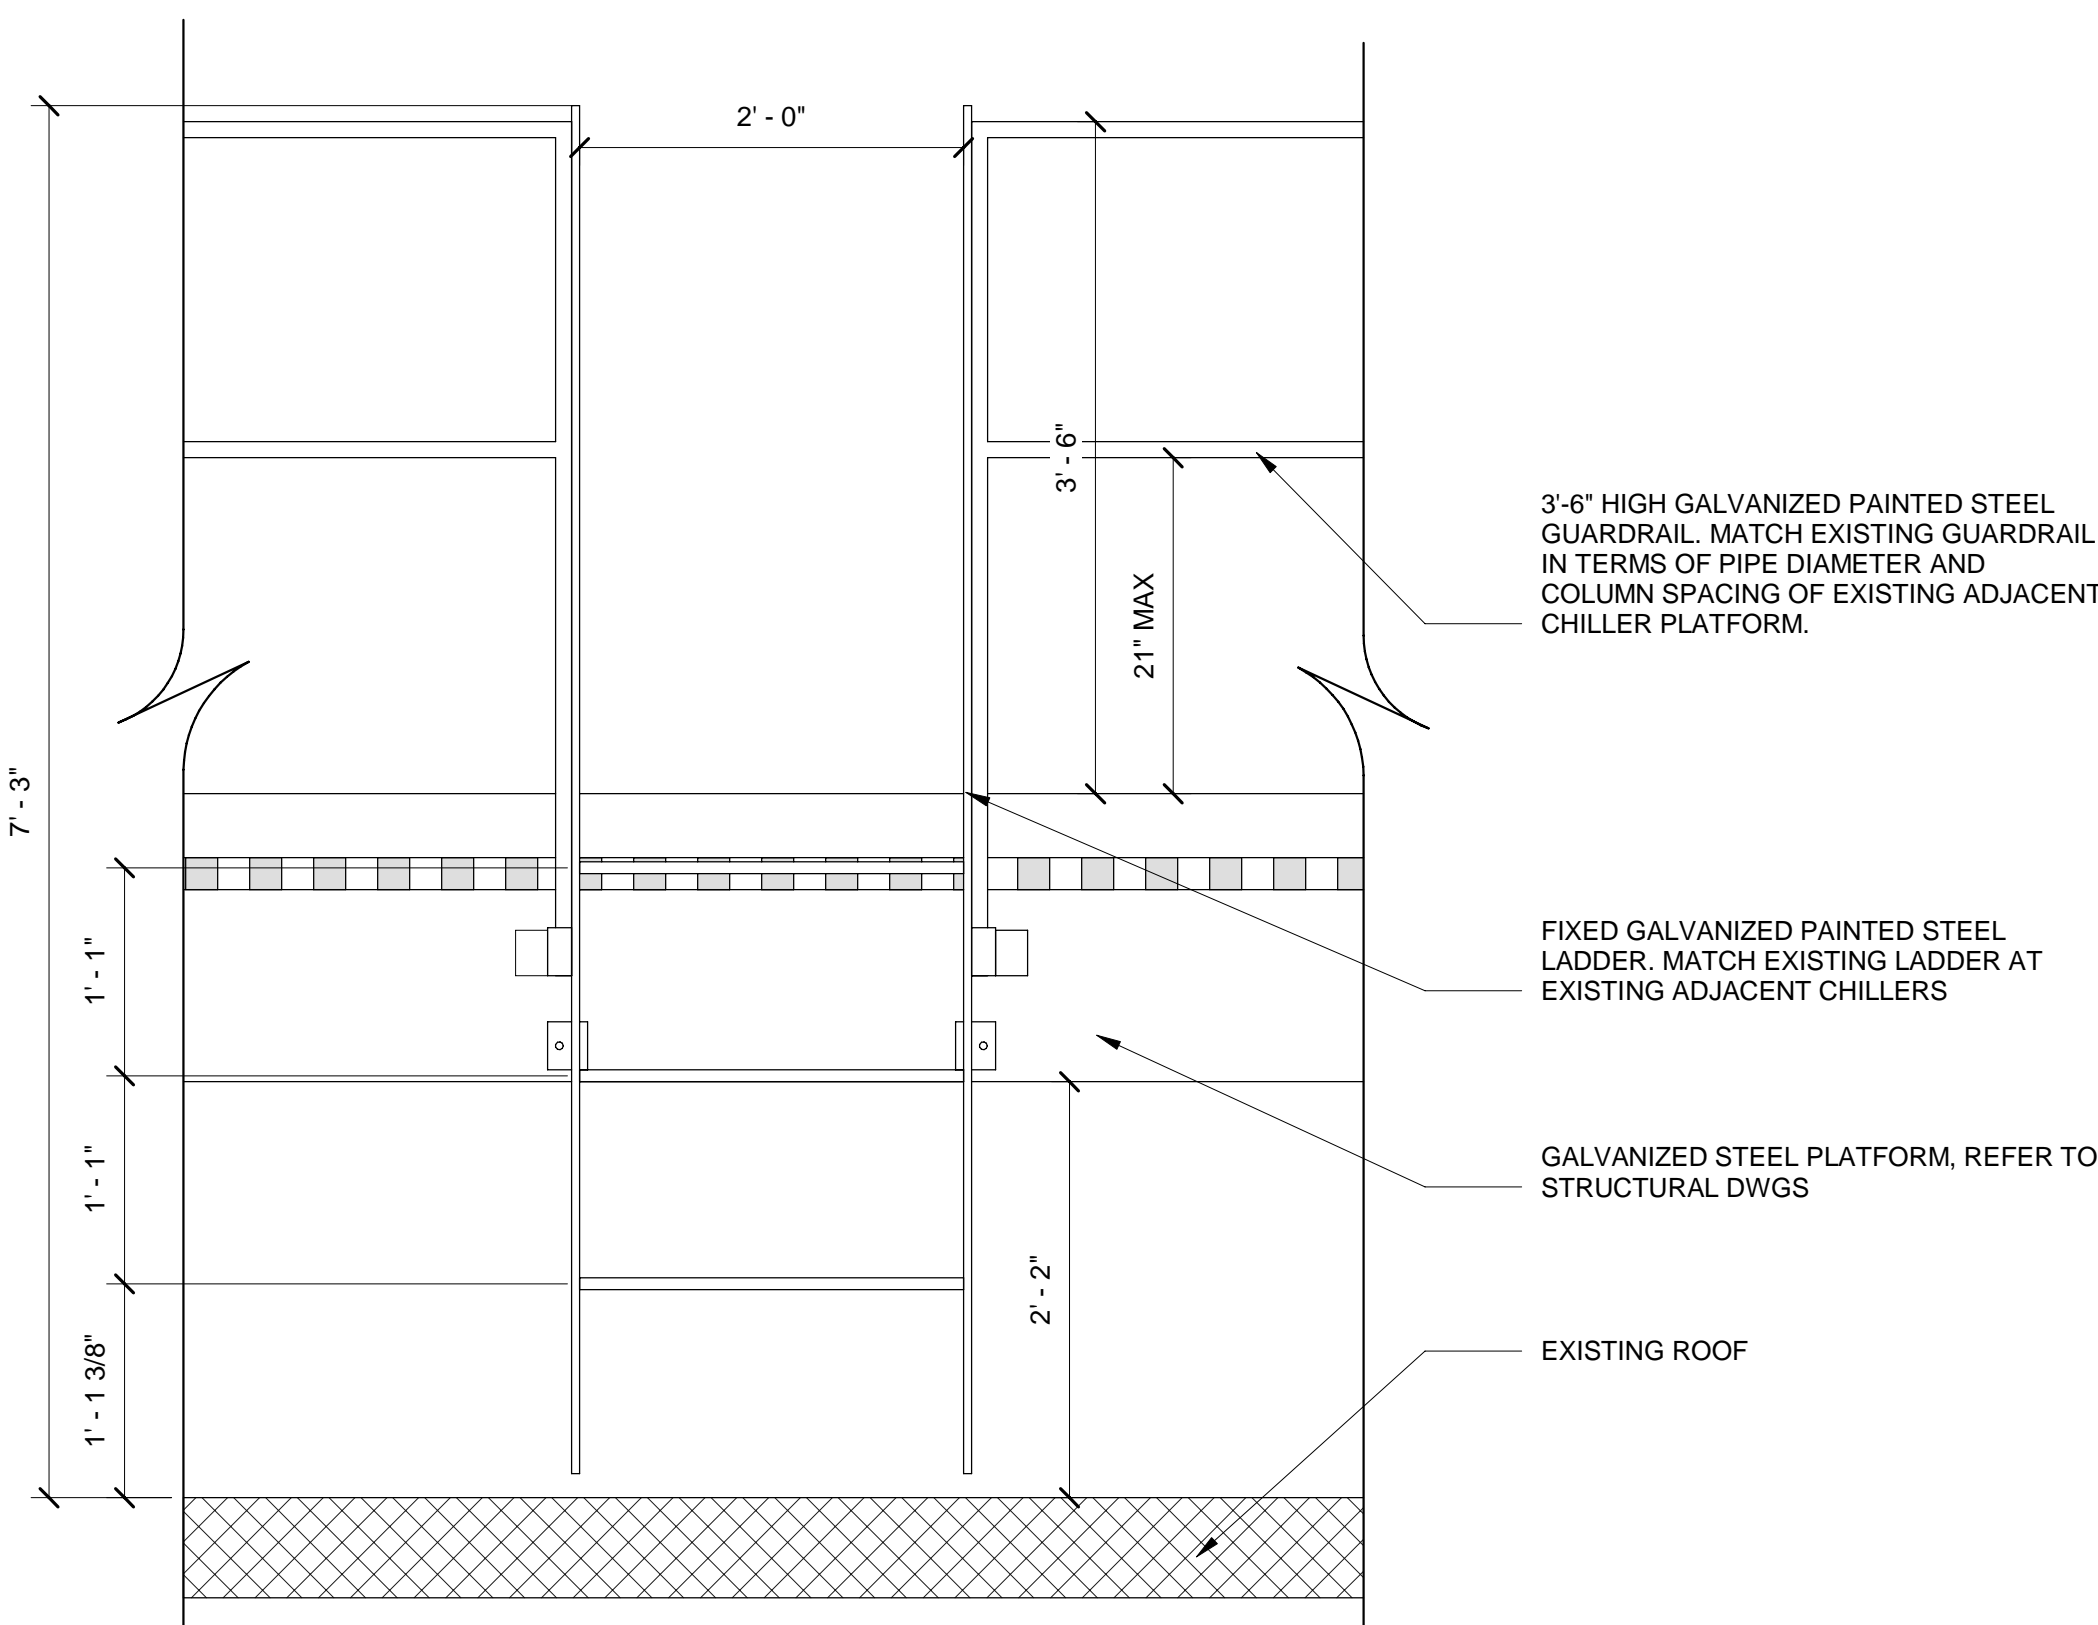 2' - 0"
3' - 6"
21" MAX
7' - 3"
1' - 1"
1' - 1"
1' - 1 3/8"
2' - 2"
3'-6" HIGH GALVANIZED PAINTED STEEL
GUARDRAIL. MATCH EXISTING GUARDRAIL
IN TERMS OF PIPE DIAMETER AND
COLUMN SPACING OF EXISTING ADJACENT
CHILLER PLATFORM.
FIXED GALVANIZED PAINTED STEEL
LADDER. MATCH EXISTING LADDER AT
EXISTING ADJACENT CHILLERS
GALVANIZED STEEL PLATFORM, REFER TO
STRUCTURAL DWGS
EXISTING ROOF